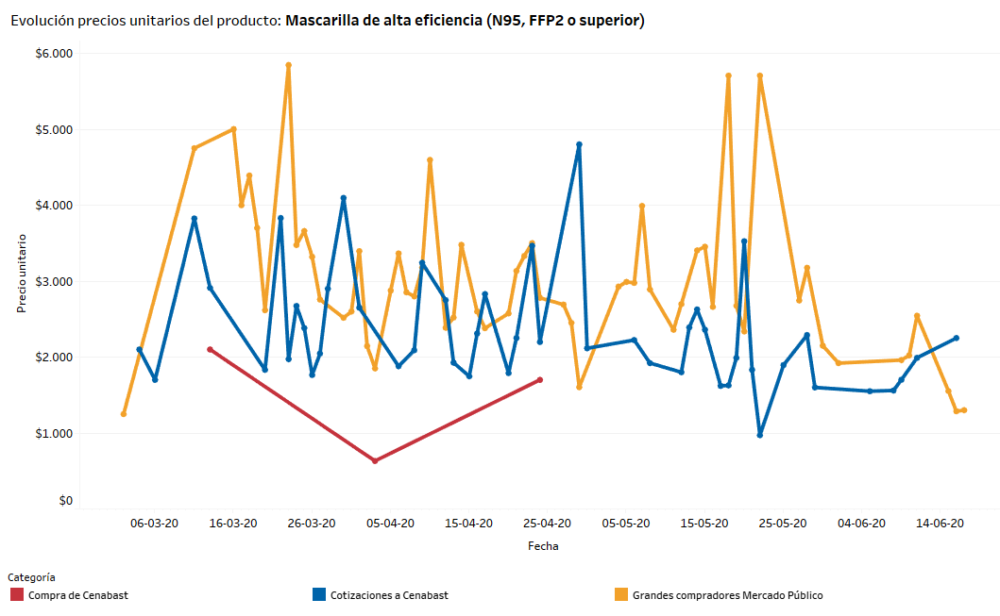 Evolución precios unitarios del producto: Mascarilla de alta eficiencia (N95, FFP2 o superior)
$6.000
$5.000
$4.000
$3.000
$2.000
$1.000
$0
Precio unitario
06-03-20 16-03-20 26-03-20 05-04-20 15-04-20 25-04-20 05-05-20 15-05-20 25-05-20 04-06-20 14-06-20
Fecha
Categoría
Compra de Cenabast Cotizaciones a Cenabast Grandes compradores Mercado Público